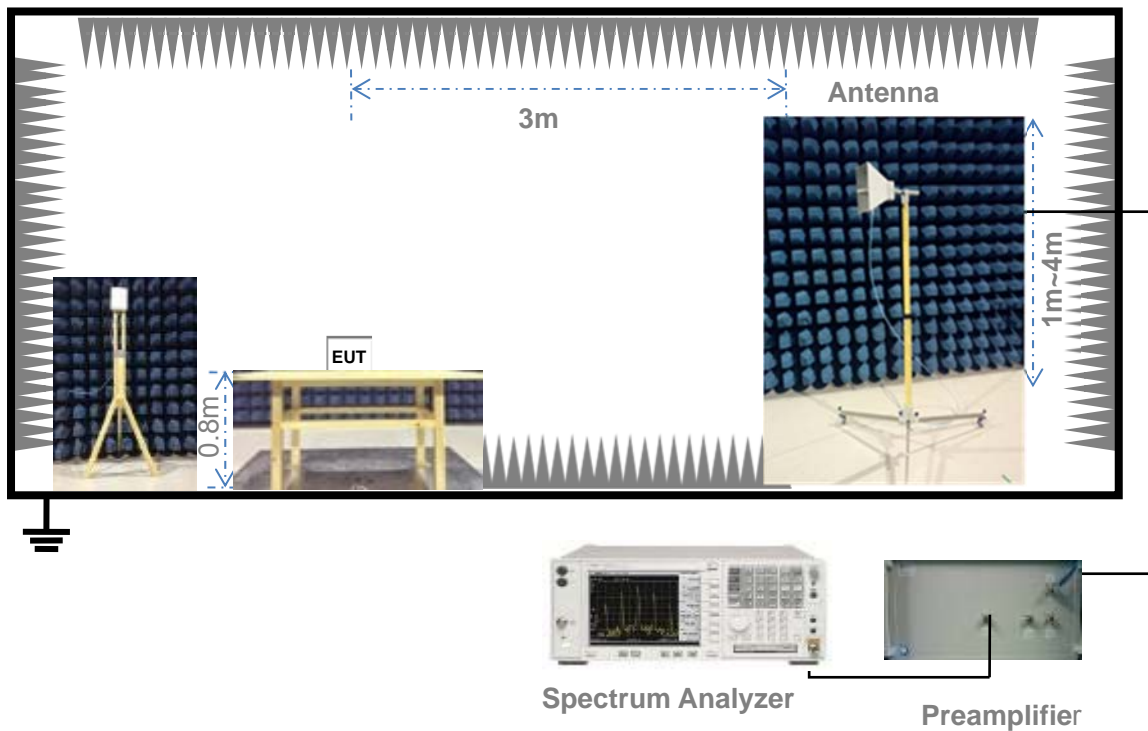 Antenna
3m
1m~4m
EUT
0.8m
Spectrum Analyzer
Preamplifier